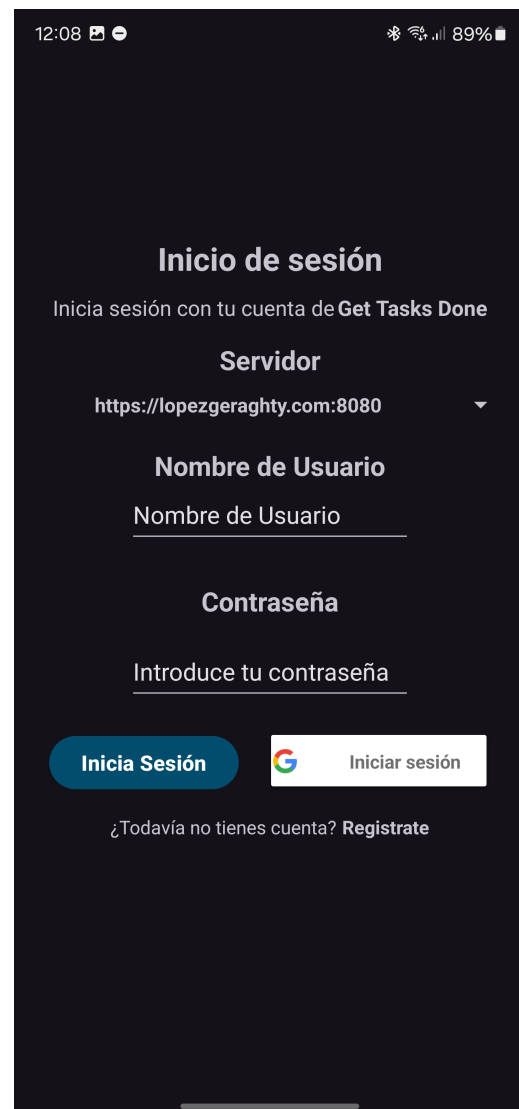 12:08 89%
Inicio de sesión
Inicia sesión con tu cuenta de Get Tasks Done
Servidor
https://lopezgeraghty.com:8080
Nombre de Usuario
Nombre de Usuario
Contraseña
Introduce tu contraseña
Inicia Sesión
G Iniciar sesión
¿Todavía no tienes cuenta? Registrate